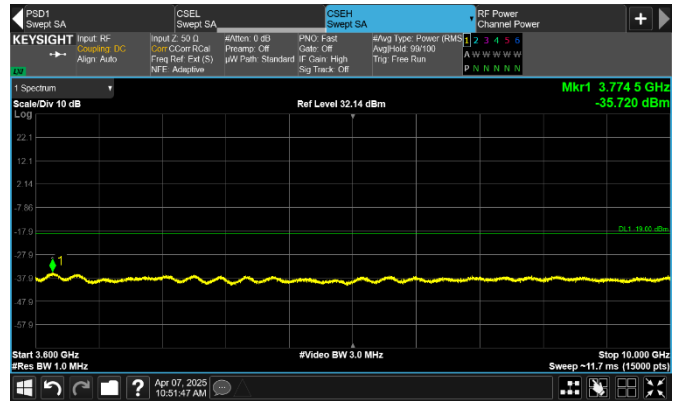 PSD1
Swept SA
CSEL
Swept SA
CSEH
Swept SA
RF Power
Channel Power
KEYSIGHT
Input: RF
Coupling: DC
Align: Auto
Input Z: 50 Ω
Corr CCorr RCal
Freq Ref: Ext (S)
NFE: Adaptive
#Atten: 0 dB
Preamp: Off
µW Path: Standard
PNO: Fast
Gate: Off
IF Gain: High
Sig Track: Off
#Avg Type: Power (RMS
Avg|Hold: 99/100
Trig: Free Run
1 2 3 4 5 6
A W W W W W
P N N N N N
1 Spectrum
Mkr1 3.774 5 GHz
Scale/Div 10 dB
Ref Level 32.14 dBm
-35.720 dBm
Log
22.1
12.1
2.14
-7.86
-17.9
DL1 -19.00 dBm
-27.9
1
-37.9
-47.9
-57.9
Start 3.600 GHz
#Video BW 3.0 MHz
Stop 10.000 GHz
#Res BW 1.0 MHz
Sweep ~11.7 ms (15000 pts)
Apr 07, 2025
10:51:47 AM